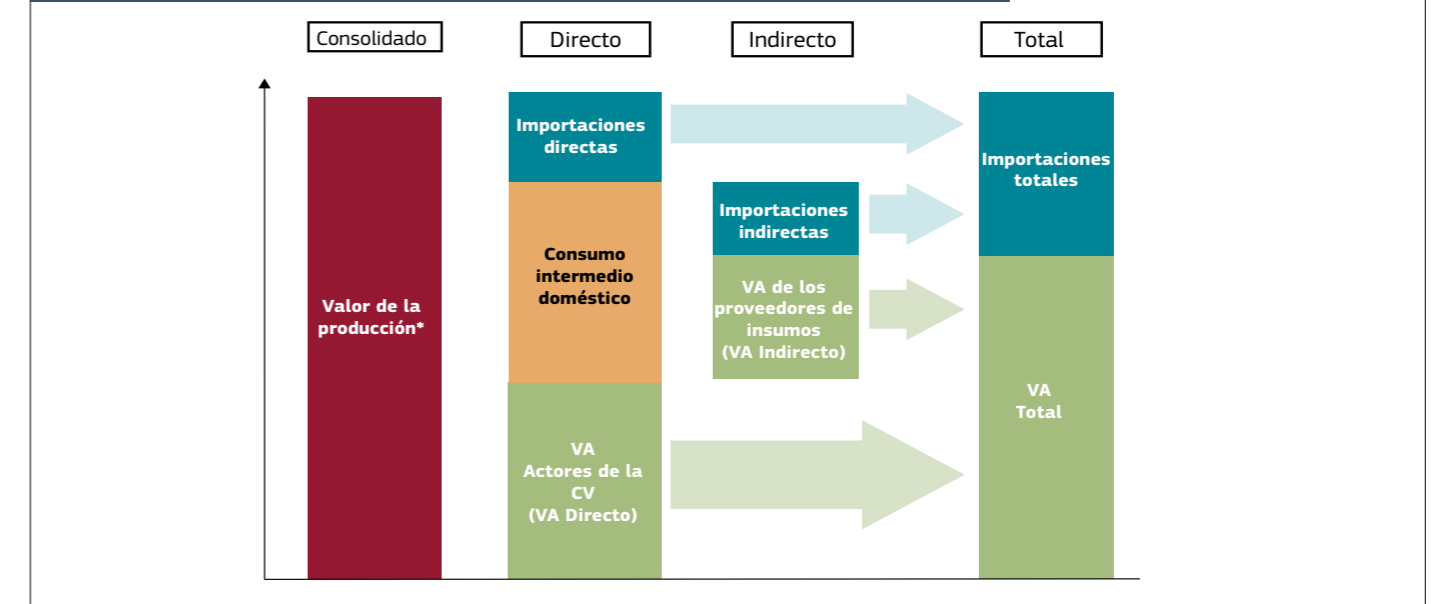 Consolidado
Directo
Indirecto
Total
Valor de la
producción*
Importaciones
directas
Consumo
intermedio
doméstico
VA
Actores de la
CV
(VA Directo)
Importaciones
indirectas
VA de los
proveedores de
insumos
(VA Indirecto)
Importaciones
totales
VA
Total